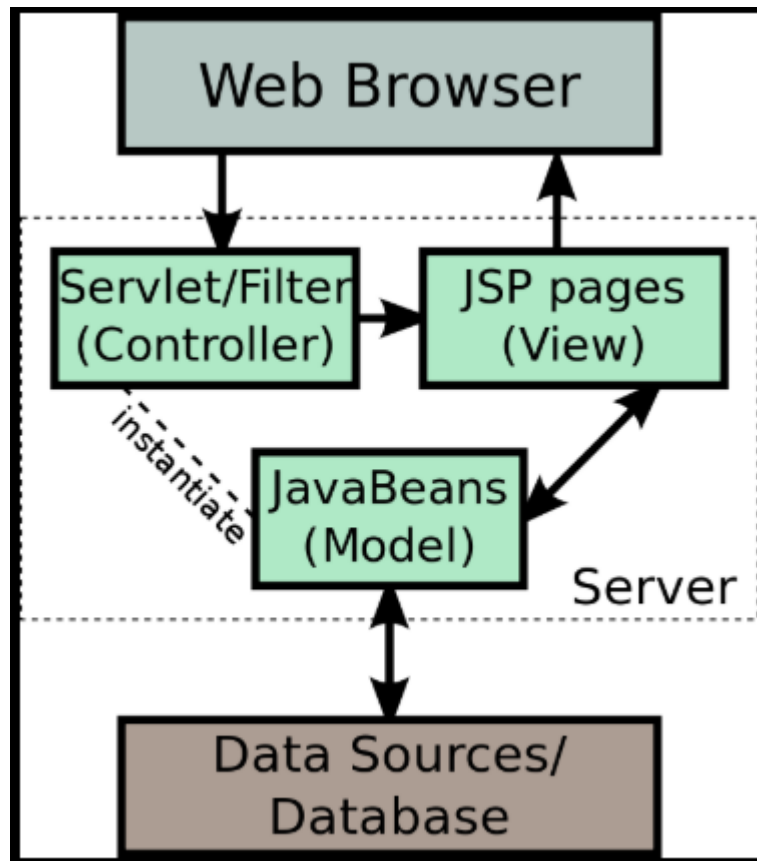 Web Browser
Servlet/Filter
(Controller)
JSP pages
(View)
instantiate
JavaBeans
(Model)
Server
Data Sources/
Database